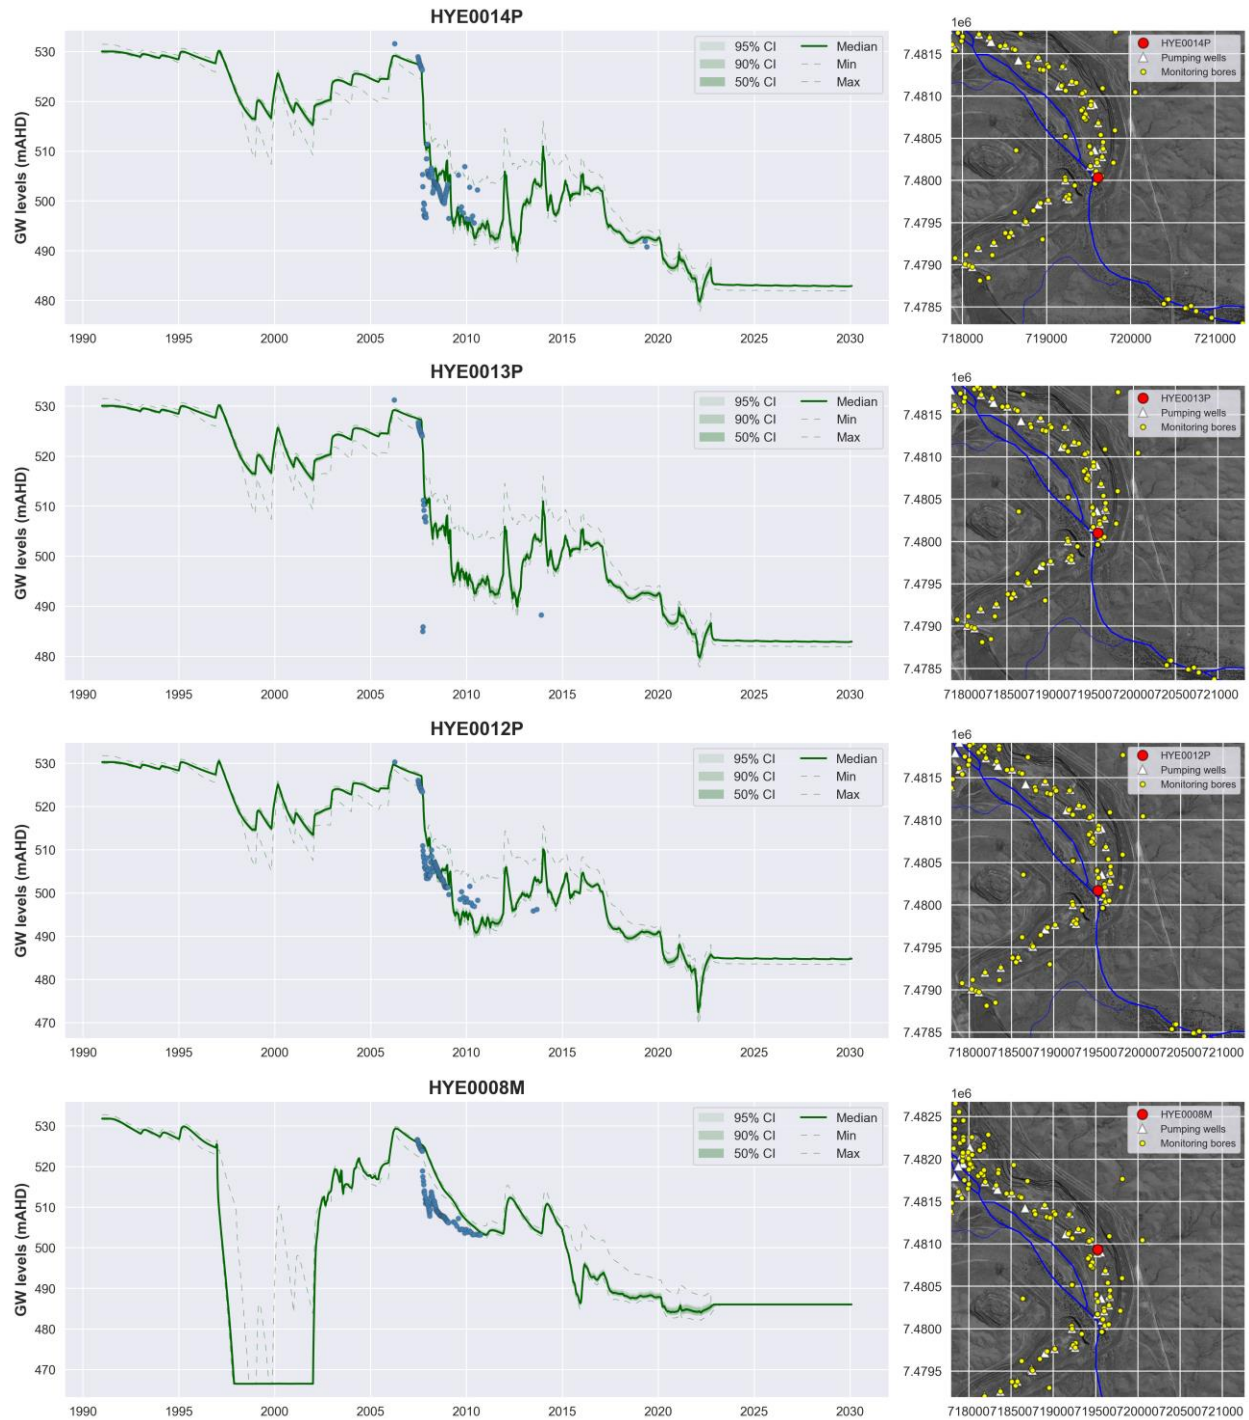 HYE0014P
GW levels (mAHD)
530
520
510
500
490
480
1990 1995 2000 2005 2010 2015 2020 2025 2030
95% CI Median
90% CI Min
50% CI Max
1e6
7.4815
7.4810
7.4805
7.4800
7.4795
7.4790
7.4785
718000 719000 720000 721000
HYE0014P
Pumping wells
Monitoring bores
HYE0013P
GW levels (mAHD)
530
520
510
500
490
480
1990 1995 2000 2005 2010 2015 2020 2025 2030
95% CI Median
90% CI Min
50% CI Max
1e6
7.4815
7.4810
7.4805
7.4800
7.4795
7.4790
7.4785
718000718500719000719500720000720500721000
HYE0013P
Pumping wells
Monitoring bores
HYE0012P
GW levels (mAHD)
530
520
510
500
490
480
470
1990 1995 2000 2005 2010 2015 2020 2025 2030
95% CI Median
90% CI Min
50% CI Max
1e6
7.4815
7.4810
7.4805
7.4800
7.4795
7.4790
7.4785
718000718500719000719500720000720500721000
HYE0012P
Pumping wells
Monitoring bores
HYE0008M
GW levels (mAHD)
530
520
510
500
490
480
470
1990 1995 2000 2005 2010 2015 2020 2025 2030
95% CI Median
90% CI Min
50% CI Max
1e6
7.4825
7.4820
7.4815
7.4810
7.4805
7.4800
7.4795
718000718500719000719500720000720500721000
HYE0008M
Pumping wells
Monitoring bores